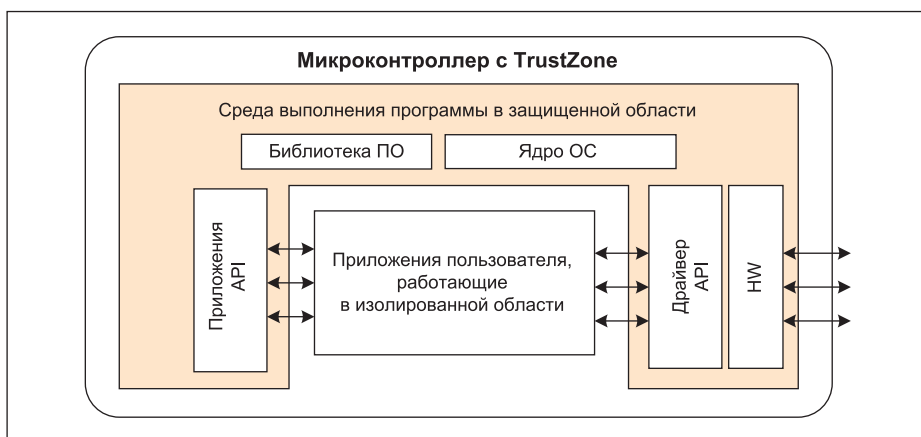 Микроконтроллер с TrustZone
Среда выполнения программы в защищенной области
Библиотека ПО
Ядро ОС
Приложения
API
Приложения пользователя,
работающие
в изолированной области
Драйвер
API
HW